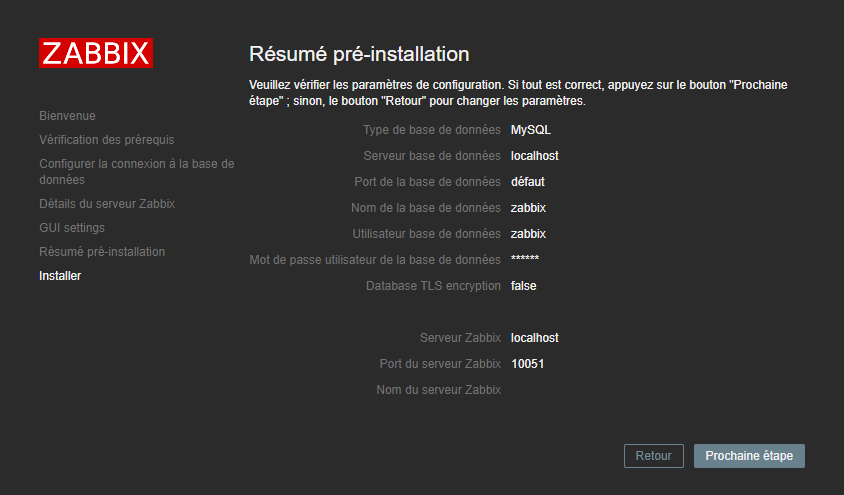 ZABBIX
Bienvenue
Vérification des prérequis
Configurer la connexion à la base de
données
Détails du serveur Zabbix
GUI settings
Résumé pré-installation
Installer
Résumé pré-installation
Veuillez vérifier les paramètres de configuration. Si tout est correct, appuyez sur le bouton "Prochaine
étape" ; sinon, le bouton "Retour" pour changer les paramètres.
Type de base de données MySQL
Serveur base de données localhost
Port de la base de données défaut
Nom de la base de données zabbix
Utilisateur base de données zabbix
Mot de passe utilisateur de la base de données ******
Database TLS encryption false
Serveur Zabbix localhost
Port du serveur Zabbix 10051
Nom du serveur Zabbix
Retour Prochaine étape